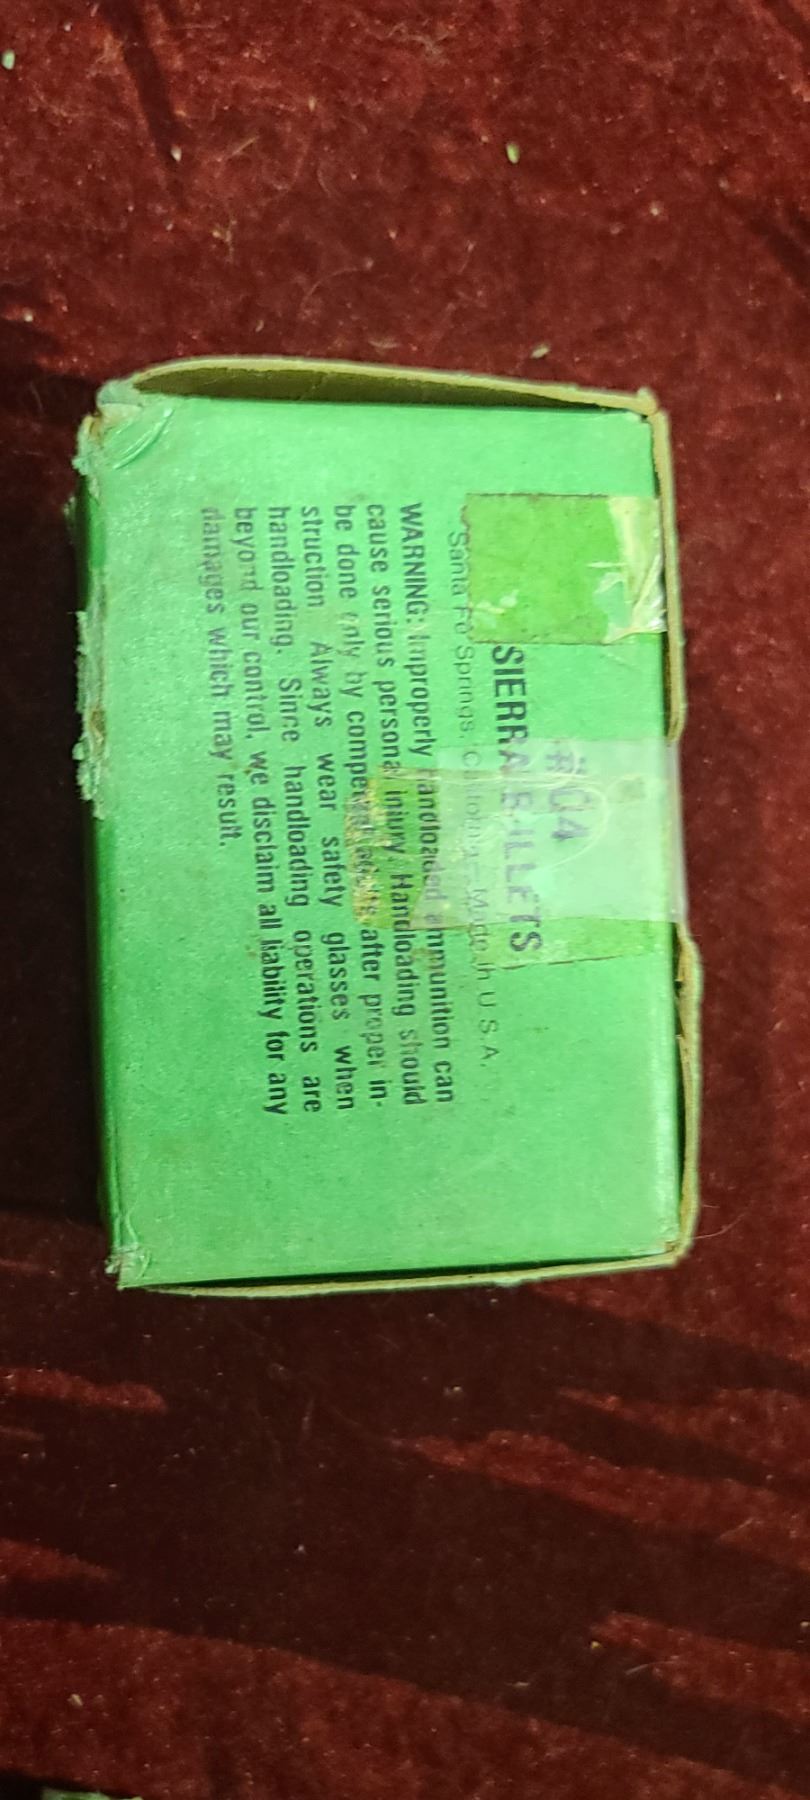 SIERRA BULLETS
Santa Fe Springs, California - Made in U.S.A.
WARNING: Improperly handloaded ammunition can
cause serious personal injury. Handloading should
be done only by competent after proper in-
struction. Always wear safety glasses when
handloading. Since handloading operations are
beyond our control, we disclaim all liability for any
damages which may result.